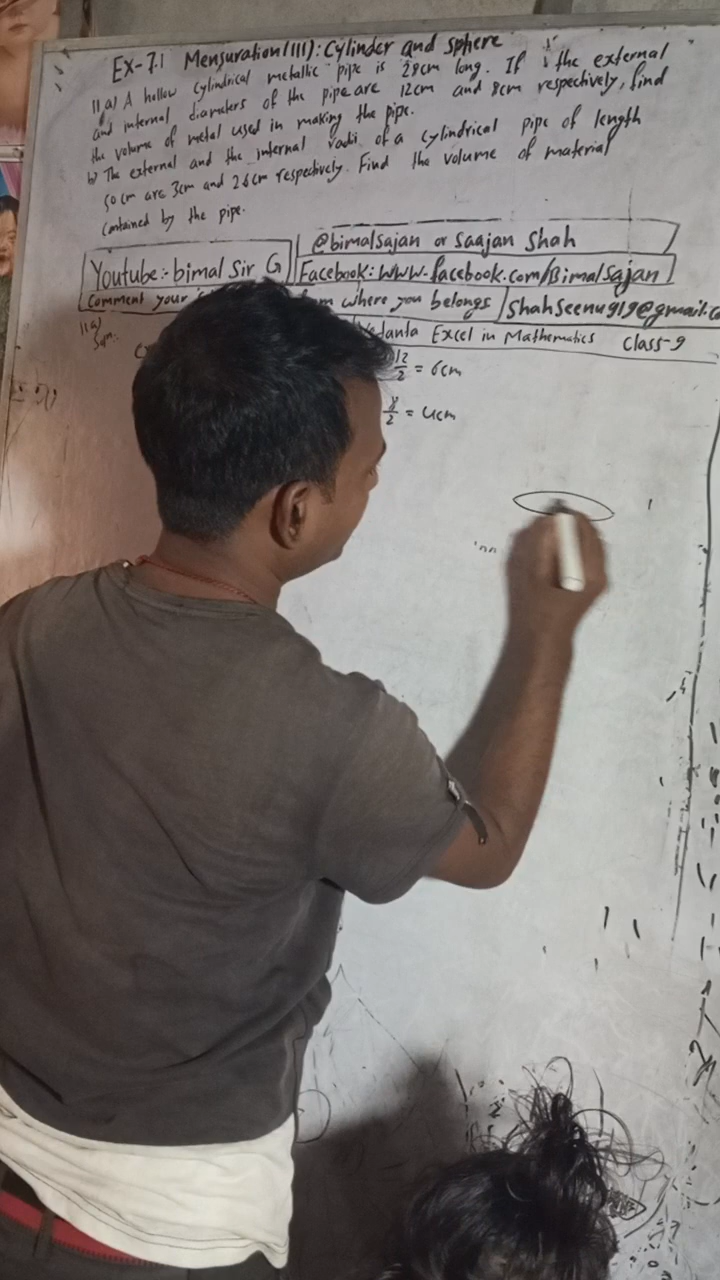 EX-7.1 Mensuration(III): Cylinder and sphere
11.a) A hollow cylindrical metallic pipe is 28cm long. If the external
and internal diameters of the pipe are 12cm and 8cm respectively, find
the volume of metal used in making the pipe.
b) The external and the internal radii of a cylindrical pipe of length
50cm are 3cm and 2.6cm respectively. Find the volume of material
contained by the pipe.
Youtube:- bimal Sir G
@bimalsajan or Saajan Shah
Facebook: www.facebook.com/Bimalsajan
Comment your where you belongs / Shahseenu919@gmail.co
Vedanta Excel in Mathematics Class-9
11.a)
Solⁿ:
12/2 = 6cm
8/2 = 4cm